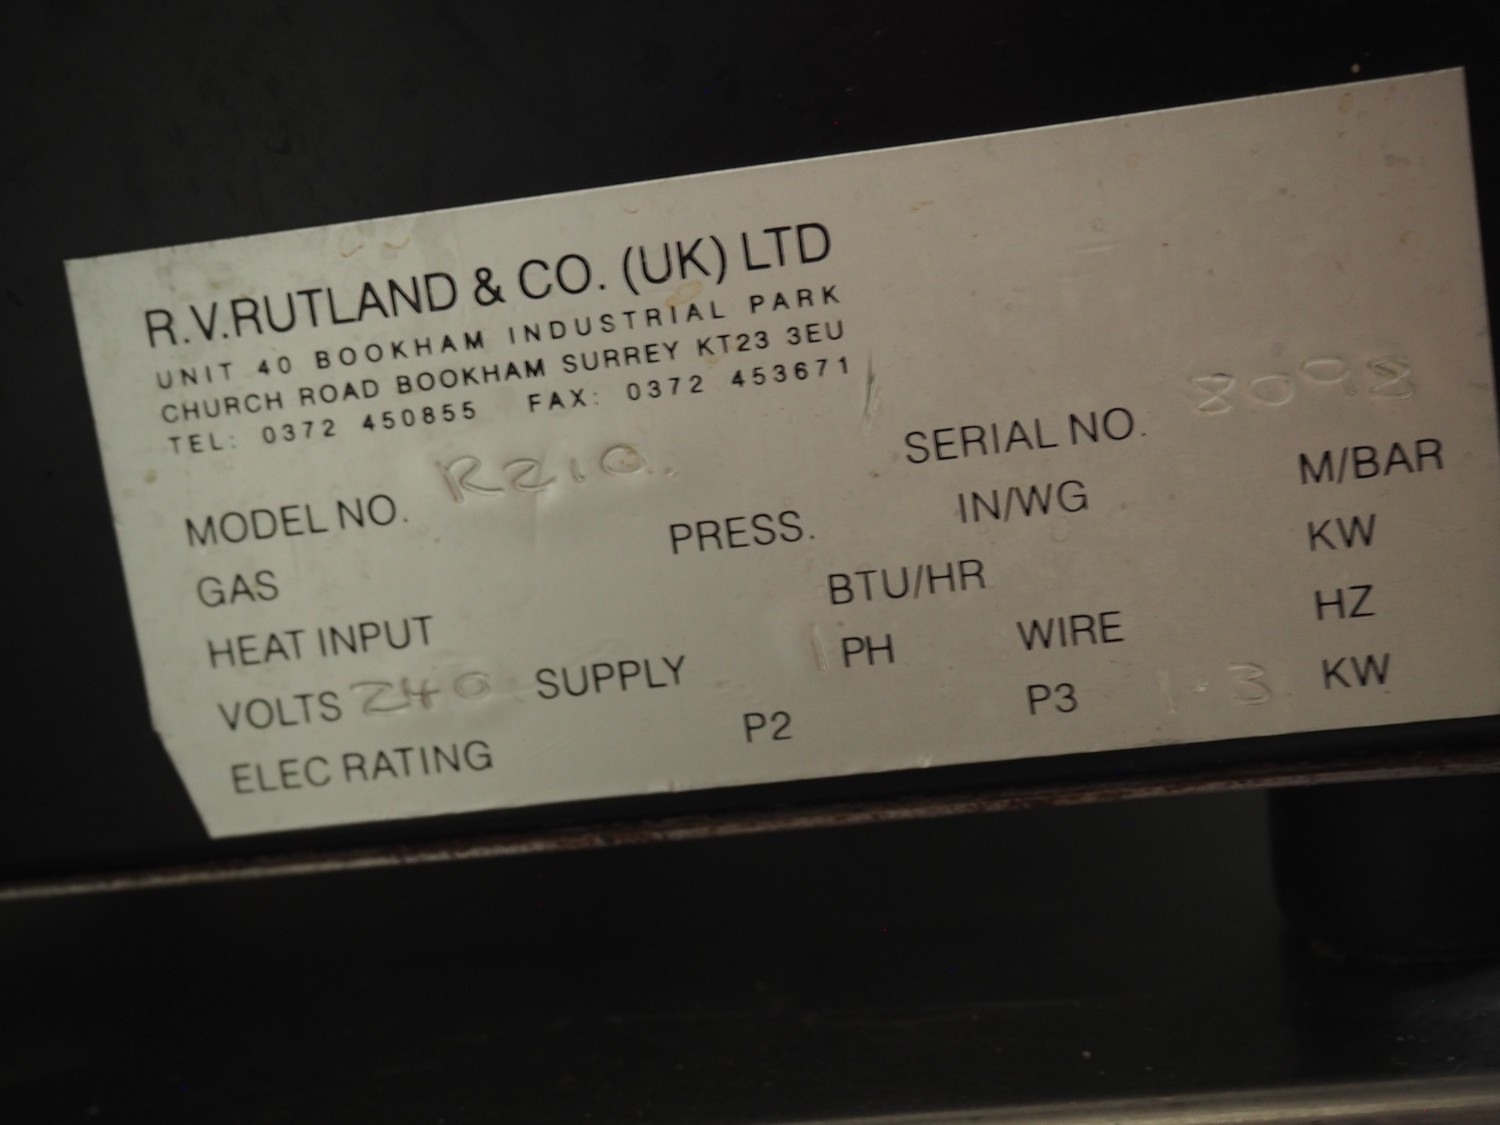 R.V.RUTLAND & CO. (UK) LTD
UNIT 40 BOOKHAM INDUSTRIAL PARK
CHURCH ROAD BOOKHAM SURREY KT23 3EU
TEL: 0372 450855 FAX: 0372 453671
MODEL NO. R210. SERIAL NO. 8098
GAS PRESS. IN/WG M/BAR
HEAT INPUT BTU/HR KW
VOLTS 240 SUPPLY 1 PH WIRE HZ
ELEC RATING P2 P3 1.3 KW